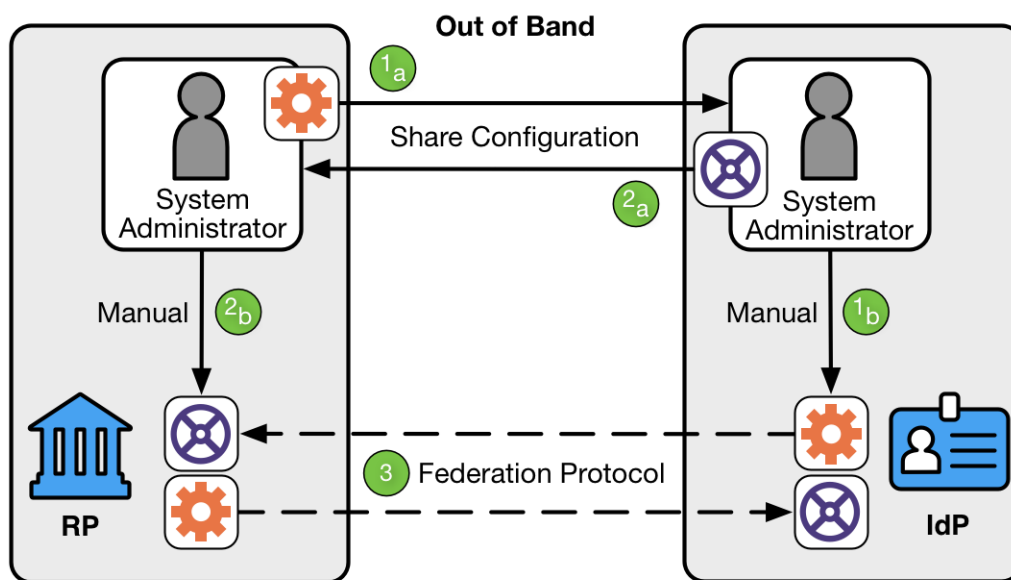 Out of Band
1a
Share Configuration
2a
System
Administrator
System
Administrator
Manual
2b
Manual
1b
3
Federation Protocol
RP
IdP